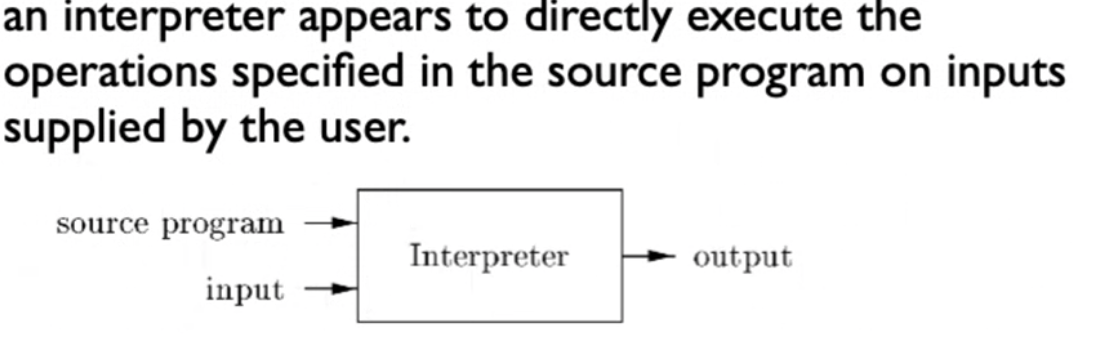 an interpreter appears to directly execute the
operations specified in the source program on inputs
supplied by the user.
source program
Interpreter
output
input